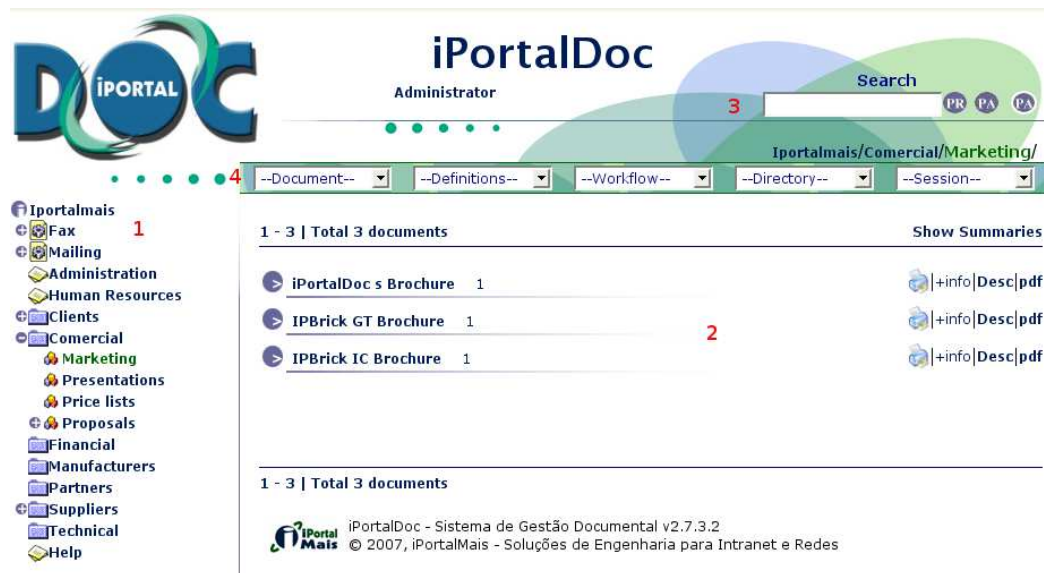 DOC
iPORTAL
iPortalDoc
Administrator
Search
3
PR PA PA
Iportalmais/Comercial/Marketing/
4
--Document-- --Definitions-- --Workflow-- --Directory-- --Session--
Iportalmais
Fax
1
Mailing
Administration
Human Resources
Clients
Comercial
Marketing
Presentations
Price lists
Proposals
Financial
Manufacturers
Partners
Suppliers
Technical
Help
1 - 3 | Total 3 documents Show Summaries
iPortalDoc s Brochure 1 |+info|Desc|pdf
IPBrick GT Brochure 1 |+info|Desc|pdf
2
IPBrick IC Brochure 1 |+info|Desc|pdf
1 - 3 | Total 3 documents
iPortal Mais
iPortalDoc - Sistema de Gestão Documental v2.7.3.2
© 2007, iPortalMais - Soluções de Engenharia para Intranet e Redes